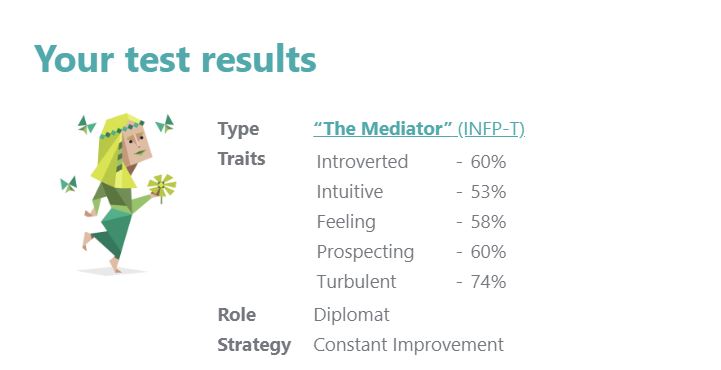 Your test results
Type “The Mediator” (INFP-T)
Traits Introverted - 60%
Intuitive - 53%
Feeling - 58%
Prospecting - 60%
Turbulent - 74%
Role Diplomat
Strategy Constant Improvement